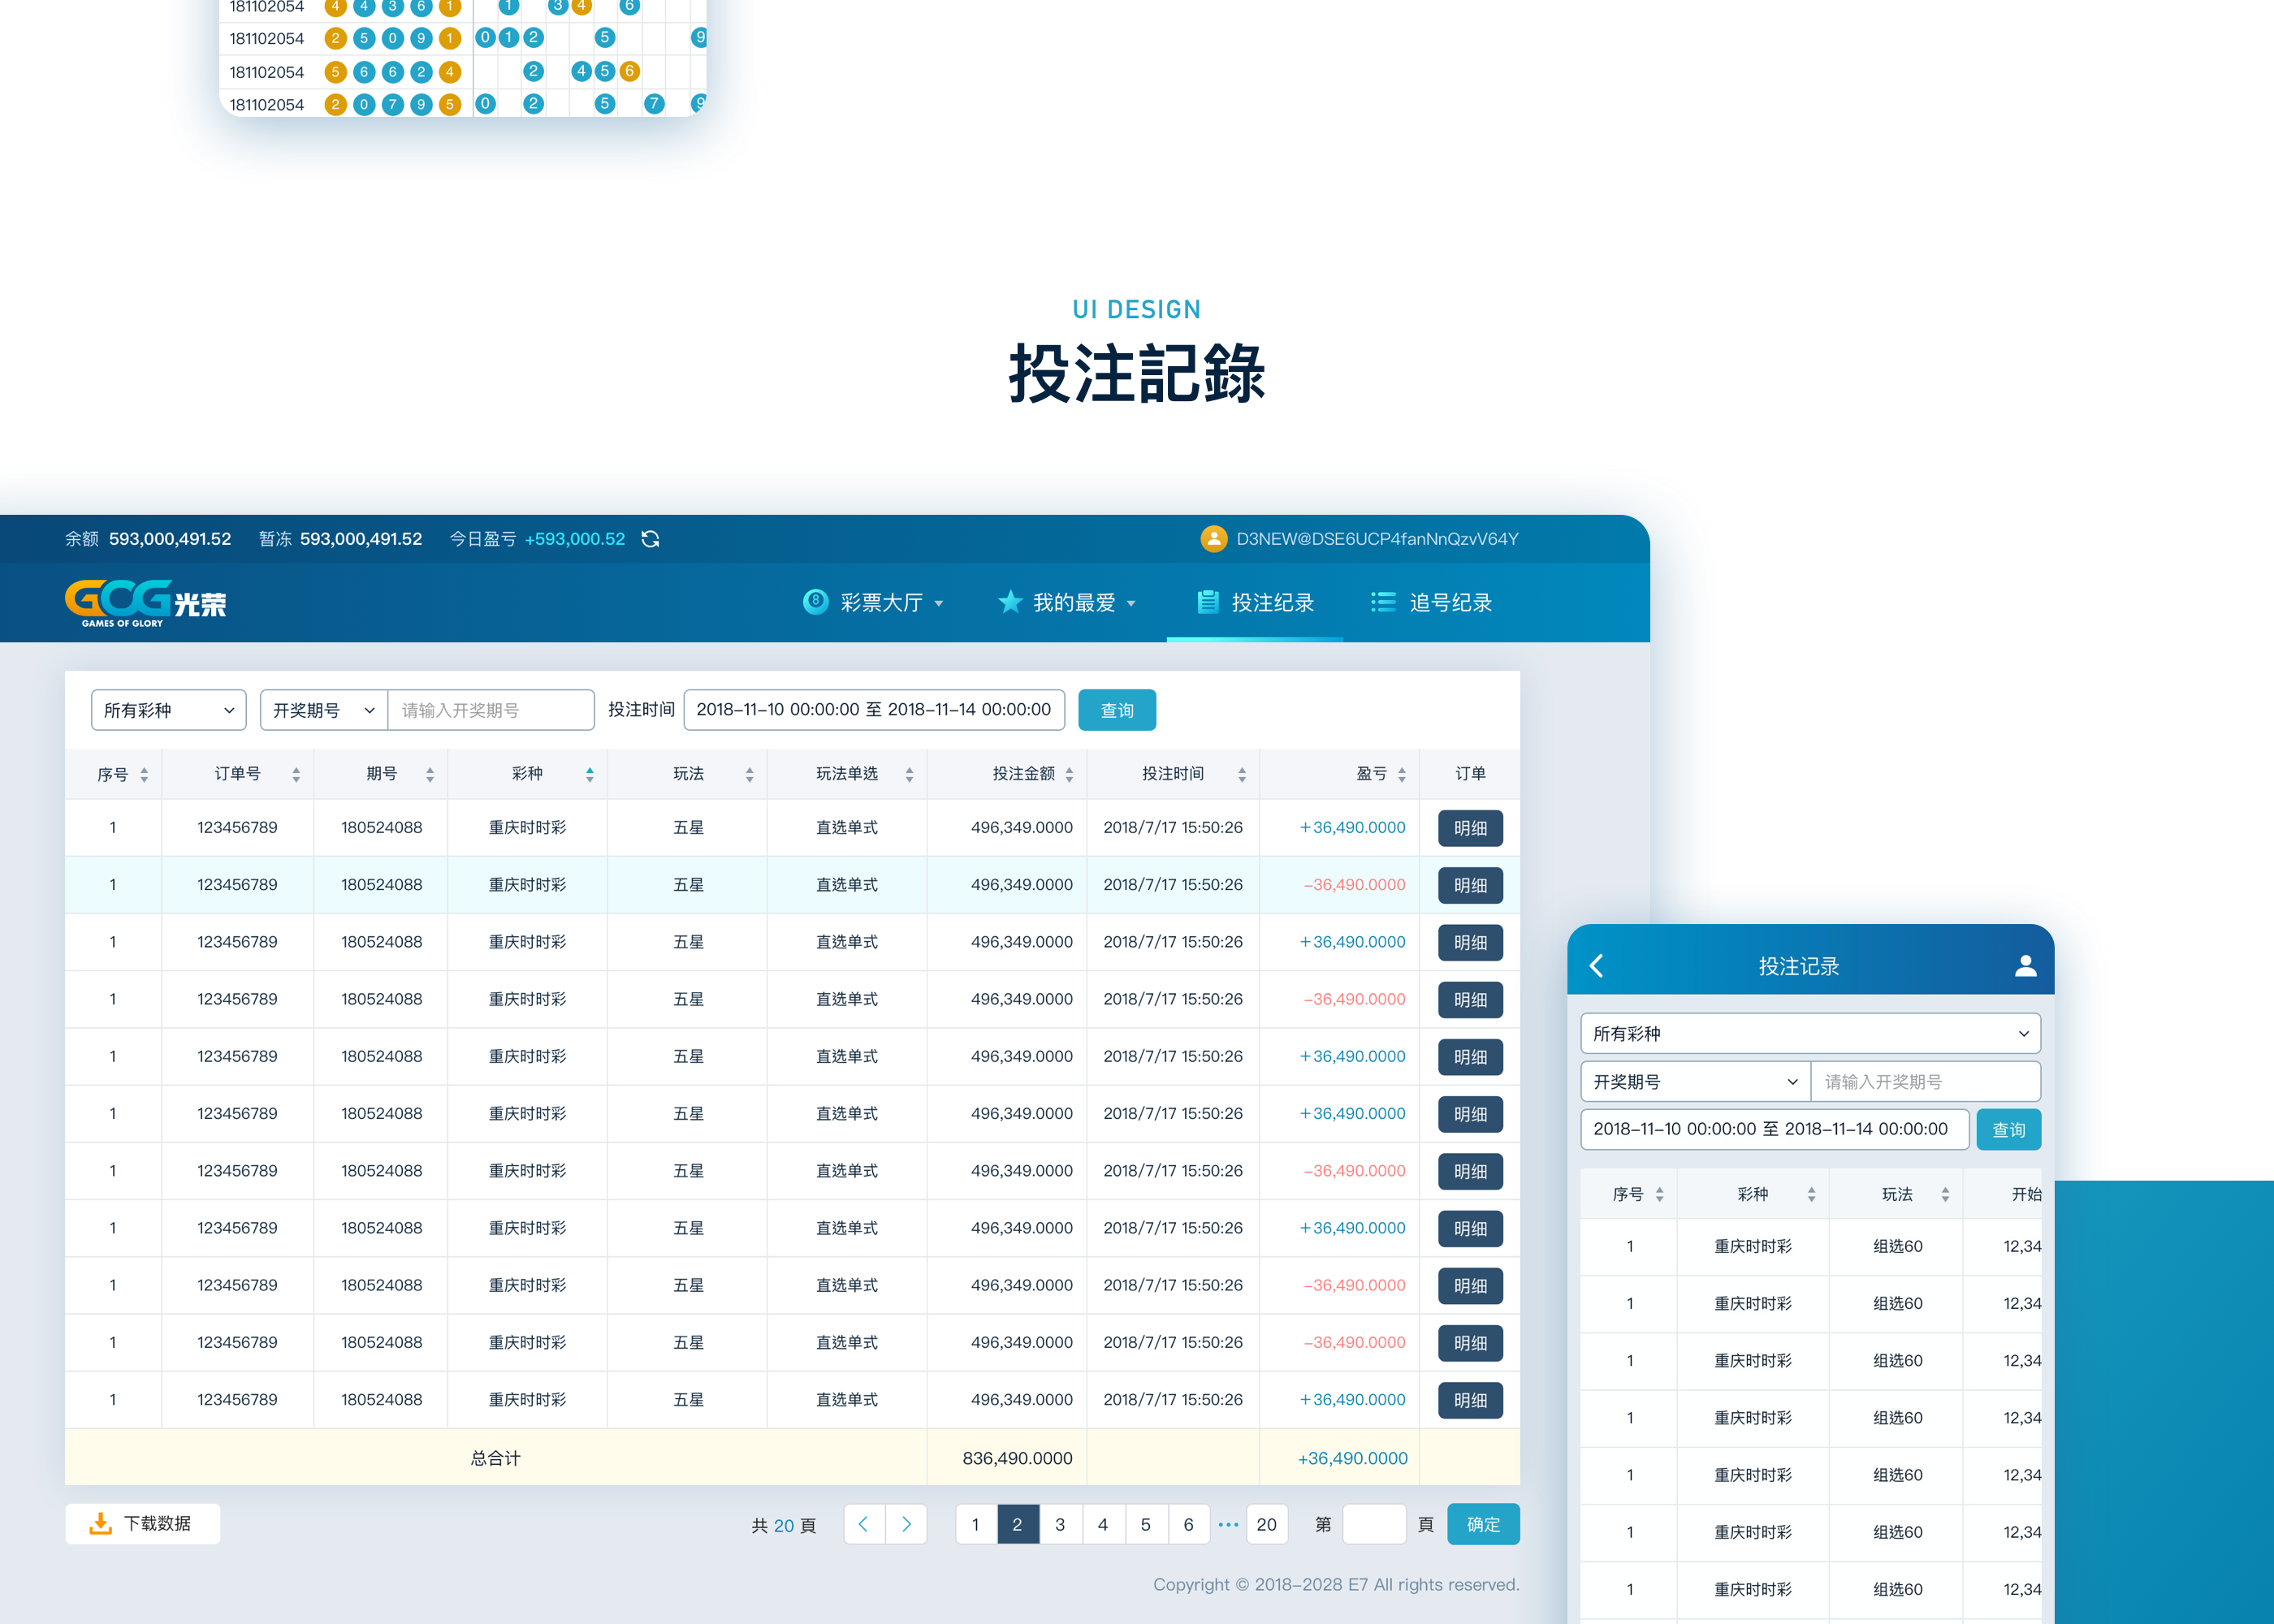 181102054 4 4 3 6 1 1 3 4 6
181102054 2 5 0 9 1 0 1 2 5 9
181102054 5 6 6 2 4 2 4 5 6
181102054 2 0 7 9 5 0 2 5 7 9
UI DESIGN
投注記錄
余额 593,000,491.52 暂冻 593,000,491.52 今日盈亏 +593,000.52 D3NEW@DSE6UCP4fanNnQzvV64Y
GOG光荣
GAMES OF GLORY
8 彩票大厅 我的最爱 投注纪录 追号纪录
所有彩种 开奖期号 请输入开奖期号 投注时间 2018-11-10 00:00:00 至 2018-11-14 00:00:00 查询
序号 订单号 期号 彩种 玩法 玩法单选 投注金额 投注时间 盈亏 订单
1 123456789 180524088 重庆时时彩 五星 直选单式 496,349.0000 2018/7/17 15:50:26 +36,490.0000 明细
1 123456789 180524088 重庆时时彩 五星 直选单式 496,349.0000 2018/7/17 15:50:26 -36,490.0000 明细
1 123456789 180524088 重庆时时彩 五星 直选单式 496,349.0000 2018/7/17 15:50:26 +36,490.0000 明细
1 123456789 180524088 重庆时时彩 五星 直选单式 496,349.0000 2018/7/17 15:50:26 -36,490.0000 明细
1 123456789 180524088 重庆时时彩 五星 直选单式 496,349.0000 2018/7/17 15:50:26 +36,490.0000 明细
1 123456789 180524088 重庆时时彩 五星 直选单式 496,349.0000 2018/7/17 15:50:26 +36,490.0000 明细
1 123456789 180524088 重庆时时彩 五星 直选单式 496,349.0000 2018/7/17 15:50:26 -36,490.0000 明细
1 123456789 180524088 重庆时时彩 五星 直选单式 496,349.0000 2018/7/17 15:50:26 +36,490.0000 明细
1 123456789 180524088 重庆时时彩 五星 直选单式 496,349.0000 2018/7/17 15:50:26 -36,490.0000 明细
1 123456789 180524088 重庆时时彩 五星 直选单式 496,349.0000 2018/7/17 15:50:26 -36,490.0000 明细
1 123456789 180524088 重庆时时彩 五星 直选单式 496,349.0000 2018/7/17 15:50:26 +36,490.0000 明细
总合计 836,490.0000 +36,490.0000
下载数据 共 20 頁 1 2 3 4 5 6 ••• 20 第 頁 确定
Copyright © 2018-2028 E7 All rights reserved.
投注记录
所有彩种
开奖期号 请输入开奖期号
2018-11-10 00:00:00 至 2018-11-14 00:00:00 查询
序号 彩种 玩法 开始
1 重庆时时彩 组选60 12,34
1 重庆时时彩 组选60 12,34
1 重庆时时彩 组选60 12,34
1 重庆时时彩 组选60 12,34
1 重庆时时彩 组选60 12,34
1 重庆时时彩 组选60 12,34
1 重庆时时彩 组选60 12,34